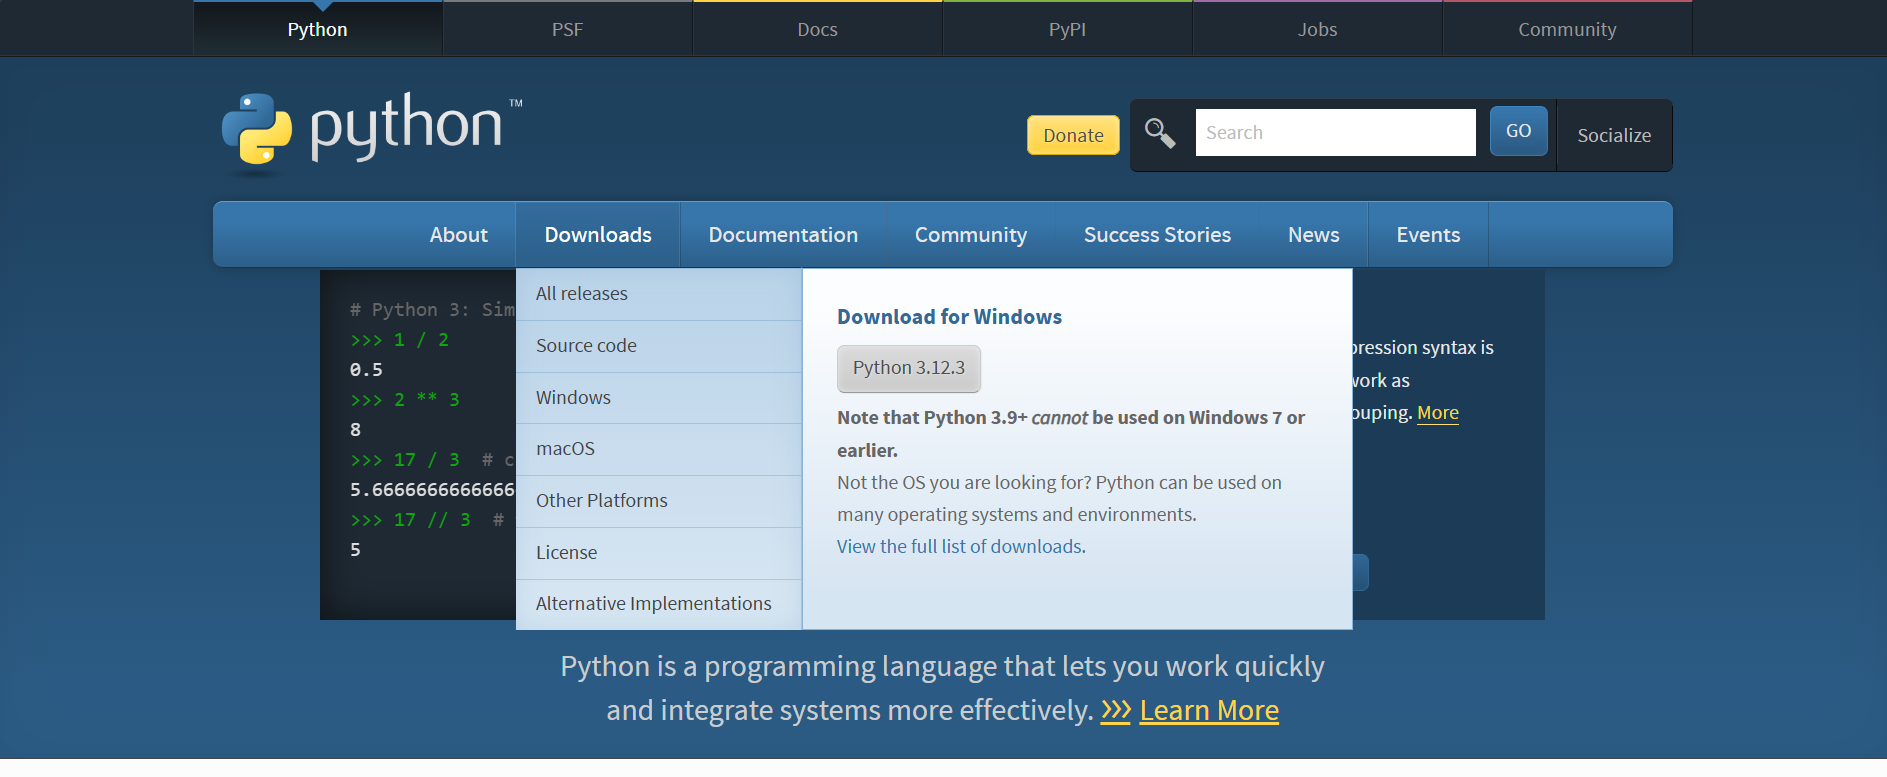 Python
PSF
Docs
PyPI
Jobs
Community
python™
Donate
Search
GO
Socialize
About
Downloads
Documentation
Community
Success Stories
News
Events
# Python 3: Sim
>>> 1 / 2
0.5
>>> 2 ** 3
8
>>> 17 / 3  # c
5.6666666666666
>>> 17 // 3  #
5
All releases
Source code
Windows
macOS
Other Platforms
License
Alternative Implementations
Download for Windows
Python 3.12.3
Note that Python 3.9+ cannot be used on Windows 7 or
earlier.
Not the OS you are looking for? Python can be used on
many operating systems and environments.
View the full list of downloads.
pression syntax is
work as
ouping. More
Python is a programming language that lets you work quickly
and integrate systems more effectively. >>> Learn More